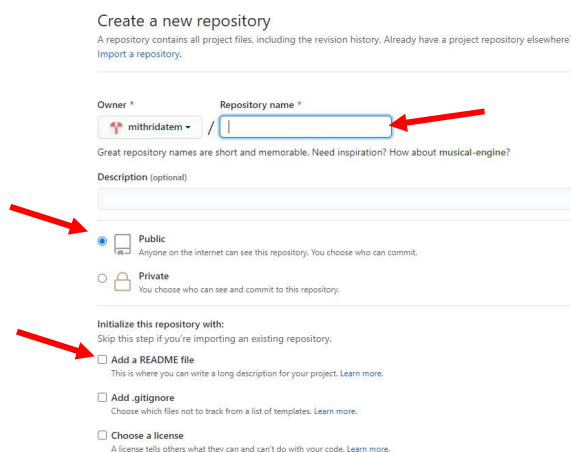 Create a new repository
A repository contains all project files, including the revision history. Already have a project repository elsewhere?
Import a repository.
Owner *
Repository name *
mithridatem
/
Great repository names are short and memorable. Need inspiration? How about musical-engine?
Description (optional)
Public
Anyone on the internet can see this repository. You choose who can commit.
Private
You choose who can see and commit to this repository.
Initialize this repository with:
Skip this step if you're importing an existing repository.
Add a README file
This is where you can write a long description for your project. Learn more.
Add .gitignore
Choose which files not to track from a list of templates. Learn more.
Choose a license
A license tells others what they can and can't do with your code. Learn more.